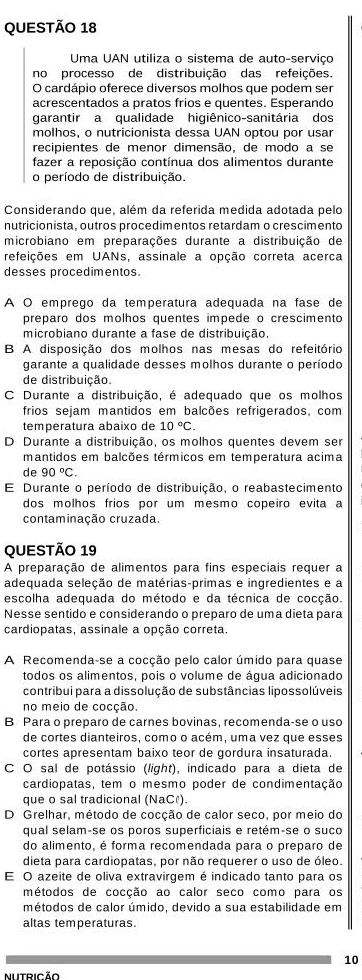 QUESTÃO 18
Uma UAN utiliza o sistema de auto-serviço
no processo de distribuição das refeições.
O cardápio oferece diversos molhos que podem ser
acrescentados a pratos frios e quentes. Esperando
garantir a qualidade higiênico-sanitária dos
molhos, o nutricionista dessa UAN optou por usar
recipientes de menor dimensão, de modo a se
fazer a reposição contínua dos alimentos durante
o período de distribuição.
Considerando que, além da referida medida adotada pelo
nutricionista, outros procedimentos retardam o crescimento
microbiano em preparações durante a distribuição de
refeições em UANs, assinale a opção correta acerca
desses procedimentos.
A O emprego da temperatura adequada na fase de
preparo dos molhos quentes impede o crescimento
microbiano durante a fase de distribuição.
B A disposição dos molhos nas mesas do refeitório
garante a qualidade desses molhos durante o período
de distribuição.
C Durante a distribuição, é adequado que os molhos
frios sejam mantidos em balcões refrigerados, com
temperatura abaixo de 10 ºC.
D Durante a distribuição, os molhos quentes devem ser
mantidos em balcões térmicos em temperatura acima
de 90 ºC.
E Durante o período de distribuição, o reabastecimento
dos molhos frios por um mesmo copeiro evita a
contaminação cruzada.
QUESTÃO 19
A preparação de alimentos para fins especiais requer a
adequada seleção de matérias-primas e ingredientes e a
escolha adequada do método e da técnica de cocção.
Nesse sentido e considerando o preparo de uma dieta para
cardiopatas, assinale a opção correta.
A Recomenda-se a cocção pelo calor úmido para quase
todos os alimentos, pois o volume de água adicionado
contribui para a dissolução de substâncias lipossolúveis
no meio de cocção.
B Para o preparo de carnes bovinas, recomenda-se o uso
de cortes dianteiros, como o acém, uma vez que esses
cortes apresentam baixo teor de gordura insaturada.
C O sal de potássio (light), indicado para a dieta de
cardiopatas, tem o mesmo poder de condimentação
que o sal tradicional (NaCℓ).
D Grelhar, método de cocção de calor seco, por meio do
qual selam-se os poros superficiais e retém-se o suco
do alimento, é forma recomendada para o preparo de
dieta para cardiopatas, por não requerer o uso de óleo.
E O azeite de oliva extravirgem é indicado tanto para os
métodos de cocção ao calor seco como para os
métodos de calor úmido, devido a sua estabilidade em
altas temperaturas.
10
NUTRIÇÃO